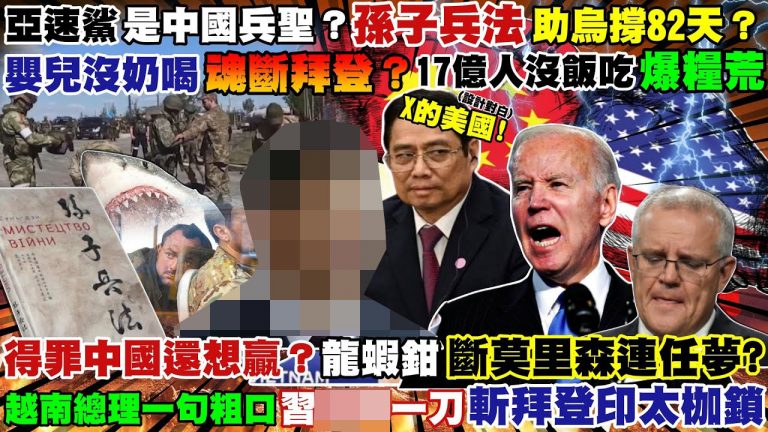 亞速鯊是中國兵聖？孫子兵法助烏撐82天？
嬰兒沒奶喝魂斷拜登？17億人沒飯吃爆糧荒
(設計對白)
X的美國！
МИСТЕЦТВО
ВІЙНИ
孫子兵法
VIETNAM
得罪中國還想贏？龍蝦鉗斷莫里森連任夢？
越南總理一句粗口習 一刀斬拜登印太枷鎖